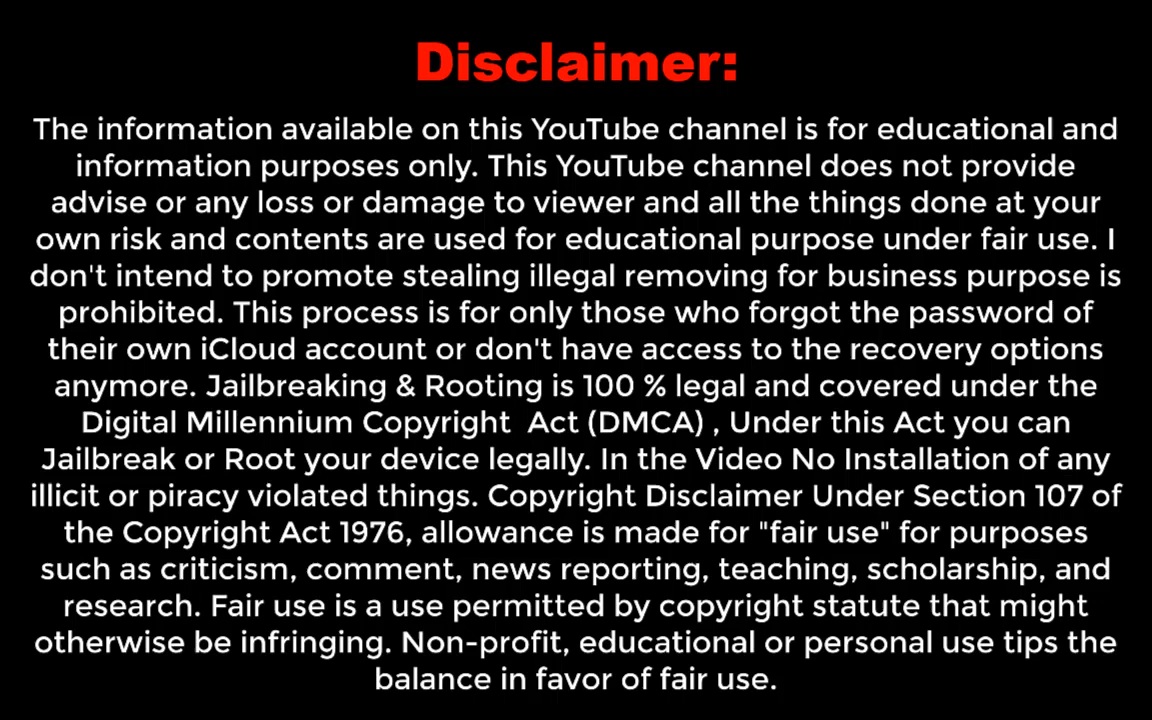 Disclaimer:
The information available on this YouTube channel is for educational and
information purposes only. This YouTube channel does not provide
advise or any loss or damage to viewer and all the things done at your
own risk and contents are used for educational purpose under fair use. I
don't intend to promote stealing illegal removing for business purpose is
prohibited. This process is for only those who forgot the password of
their own iCloud account or don't have access to the recovery options
anymore. Jailbreaking & Rooting is 100 % legal and covered under the
Digital Millennium Copyright  Act (DMCA) , Under this Act you can
Jailbreak or Root your device legally. In the Video No Installation of any
illicit or piracy violated things. Copyright Disclaimer Under Section 107 of
the Copyright Act 1976, allowance is made for "fair use" for purposes
such as criticism, comment, news reporting, teaching, scholarship, and
research. Fair use is a use permitted by copyright statute that might
otherwise be infringing. Non-profit, educational or personal use tips the
balance in favor of fair use.